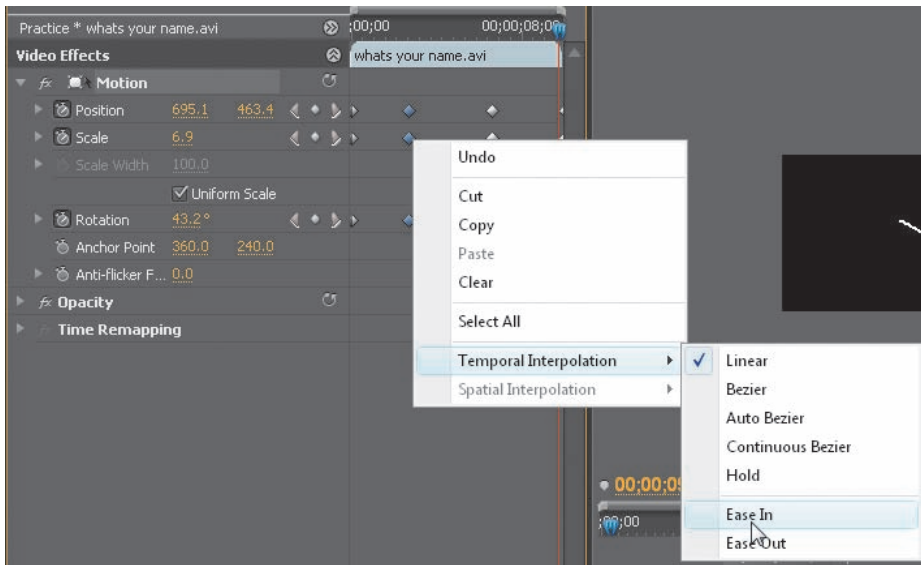 Practice * whats your name.avi
;00;00 00;00;08;0
Video Effects
whats your name.avi
fx Motion
Position 695.1 463.4
Scale 6.9
Scale Width 100.0
Uniform Scale
Rotation 43.2°
Anchor Point 360.0 240.0
Anti-flicker F... 0.0
fx Opacity
Time Remapping
Undo
Cut
Copy
Paste
Clear
Select All
Temporal Interpolation
Spatial Interpolation
Linear
Bezier
Auto Bezier
Continuous Bezier
Hold
Ease In
Ease Out
00;00;0
;00